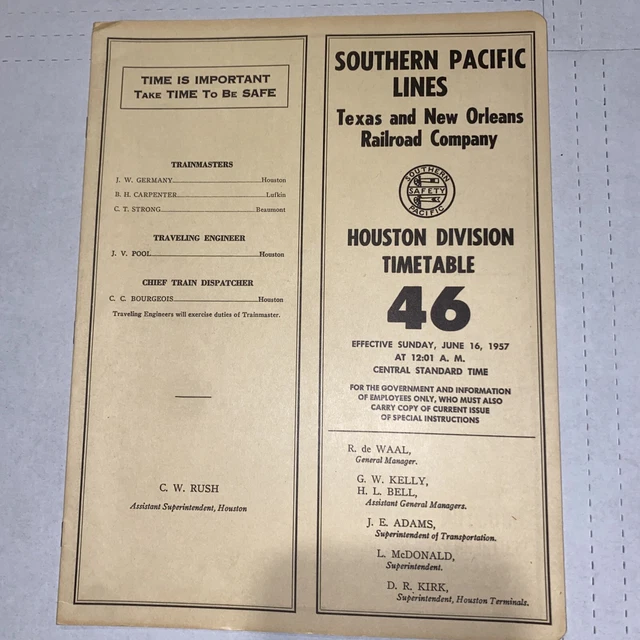 TIME IS IMPORTANT
TAKE TIME TO BE SAFE
TRAINMASTERS
J. W. GERMANY Houston
B. H. CARPENTER Lufkin
C. T. STRONG Beaumont
TRAVELING ENGINEER
J. V. POOL Houston
CHIEF TRAIN DISPATCHER
C. C. BOURGEOIS Houston
Traveling Engineers will exercise duties of Trainmaster.
C. W. RUSH
Assistant Superintendent, Houston
SOUTHERN PACIFIC
LINES
Texas and New Orleans
Railroad Company
SOUTHERN
SAFETY
PACIFIC
HOUSTON DIVISION
TIMETABLE
46
EFFECTIVE SUNDAY, JUNE 16, 1957
AT 12:01 A. M.
CENTRAL STANDARD TIME
FOR THE GOVERNMENT AND INFORMATION
OF EMPLOYEES ONLY, WHO MUST ALSO
CARRY COPY OF CURRENT ISSUE
OF SPECIAL INSTRUCTIONS
R. de WAAL,
General Manager.
G. W. KELLY,
H. L. BELL,
Assistant General Managers.
J. E. ADAMS,
Superintendent of Transportation.
L. McDONALD,
Superintendent.
D. R. KIRK,
Superintendent, Houston Terminals.